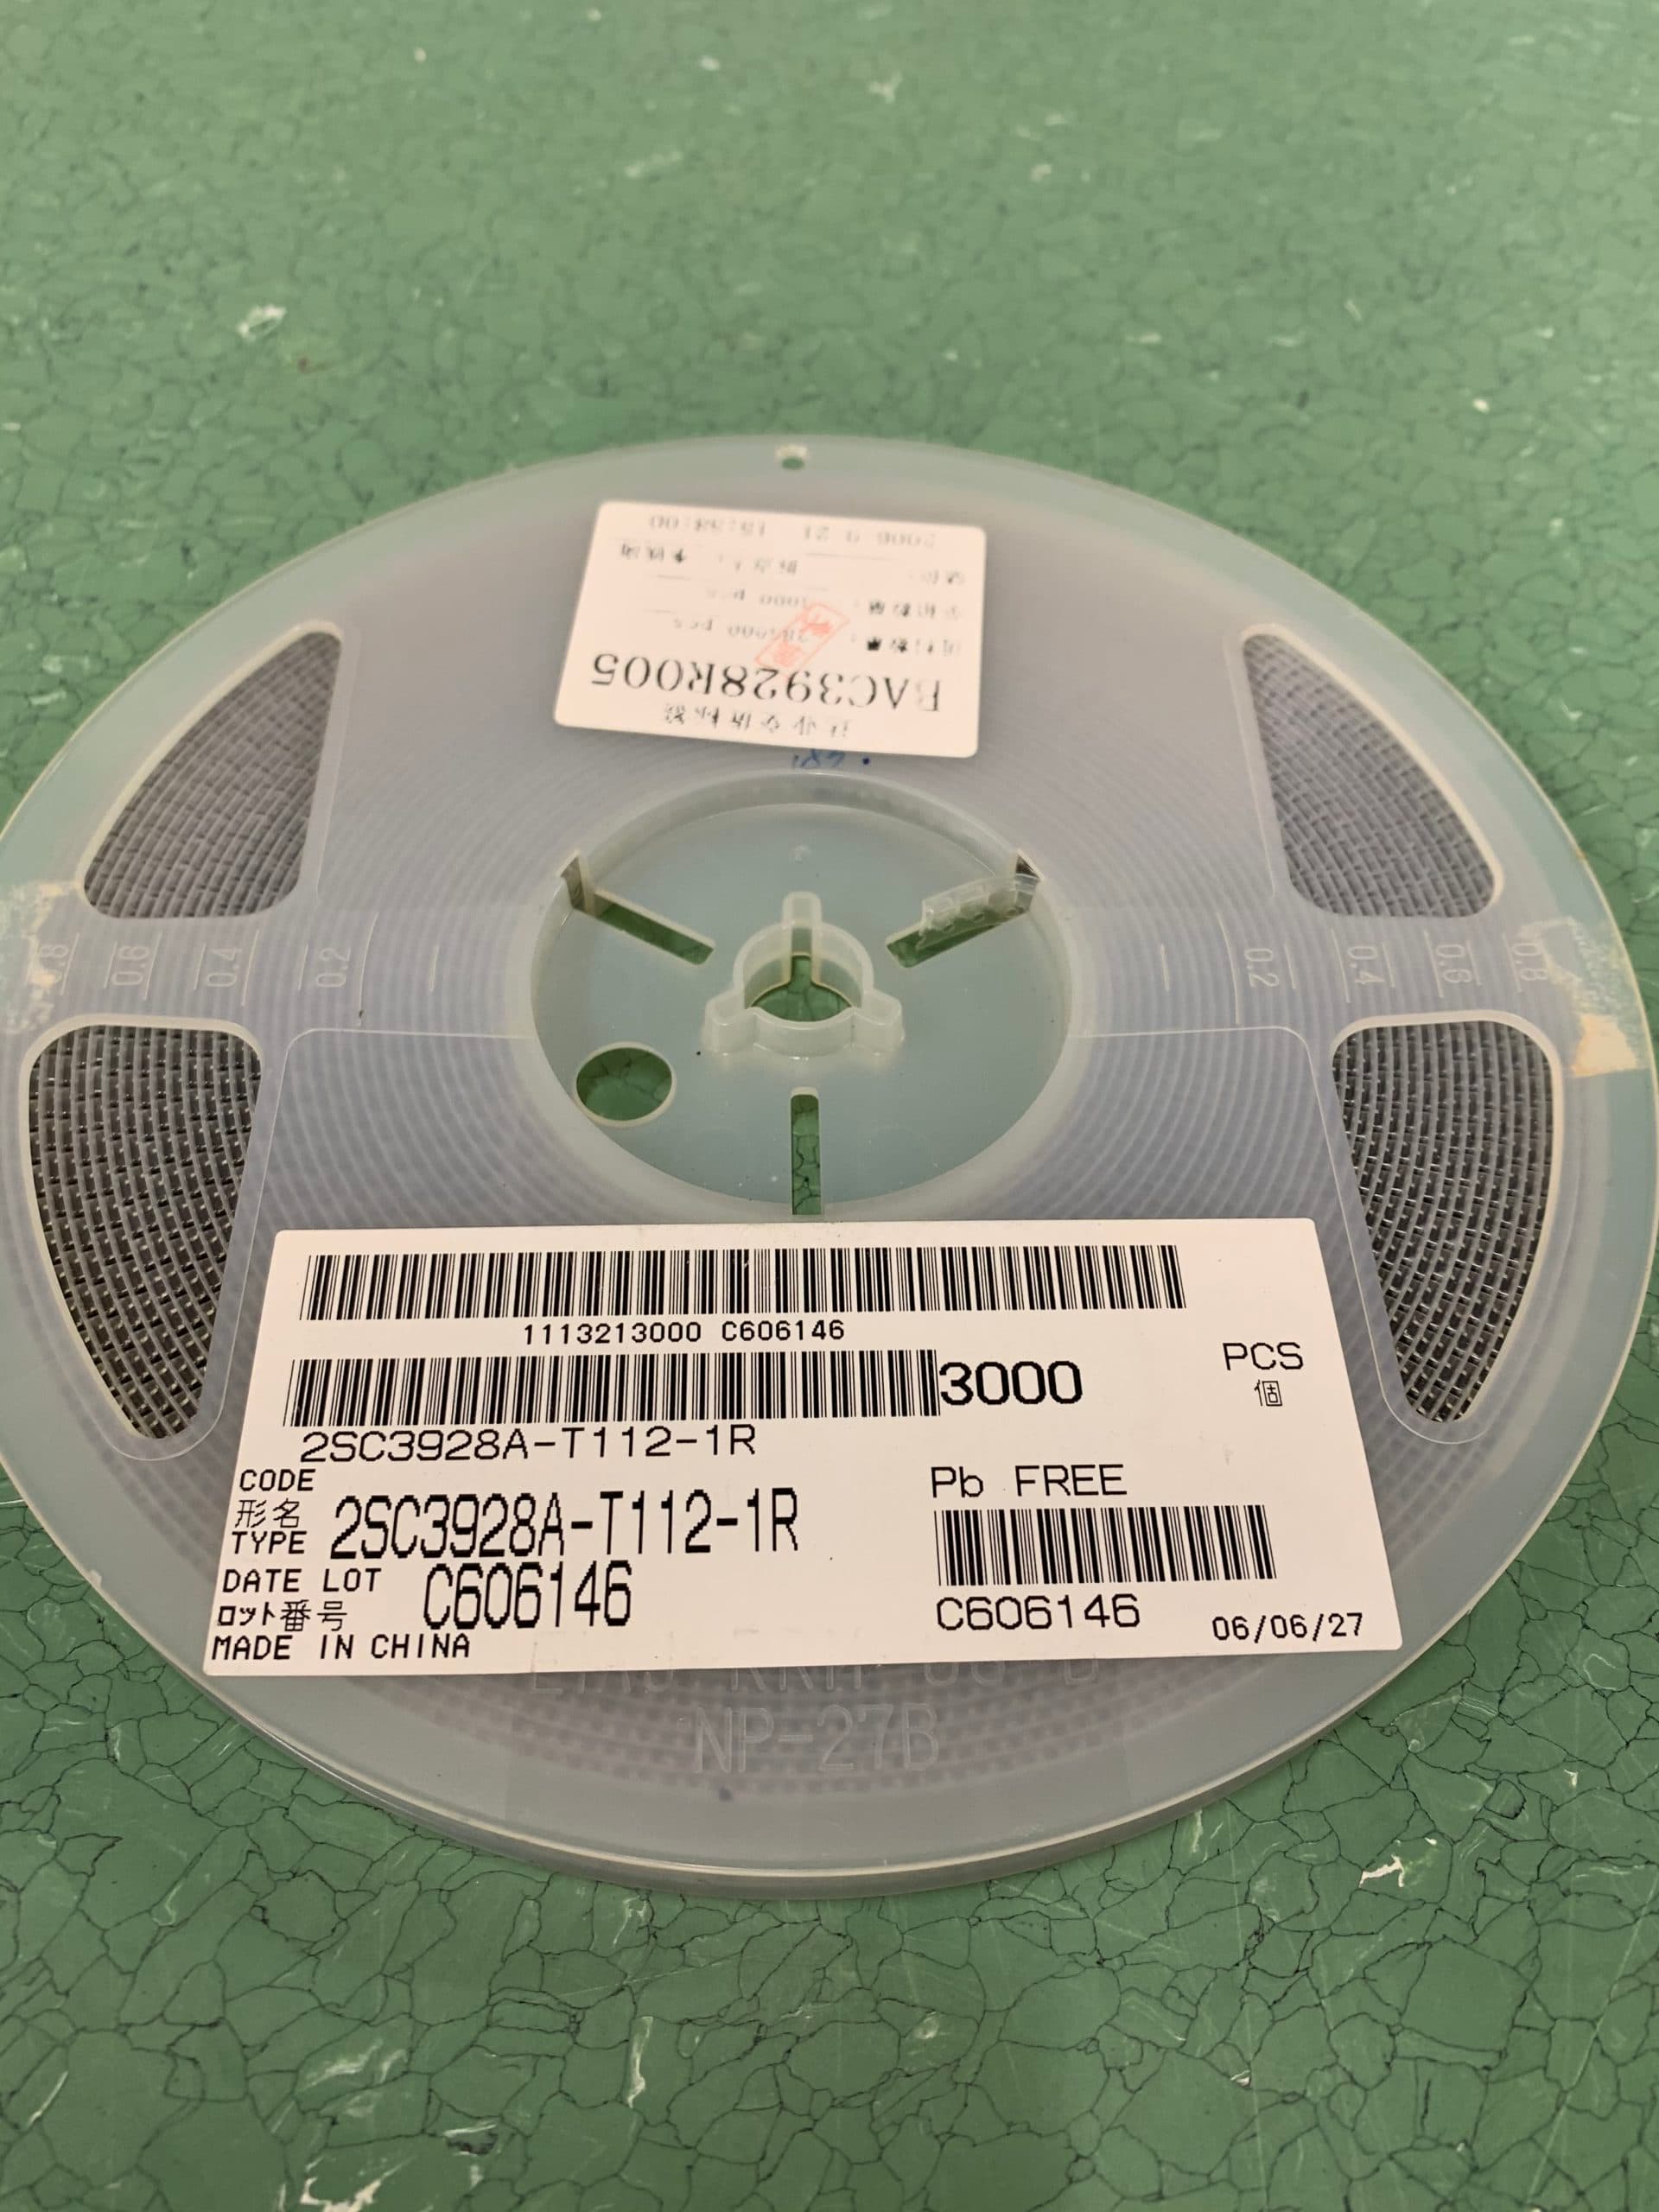 BAC3928R005
3000 pcs
2006 9 21
0.8 0.6 0.4 0.2
0.2 0.4 0.6 0.8
1113213000 C606146
3000
PCS
個
2SC3928A-T112-1R
CODE
形名
TYPE 2SC3928A-T112-1R
Pb FREE
DATE LOT
ロット番号 C606146
C606146
06/06/27
MADE IN CHINA
NP-27B